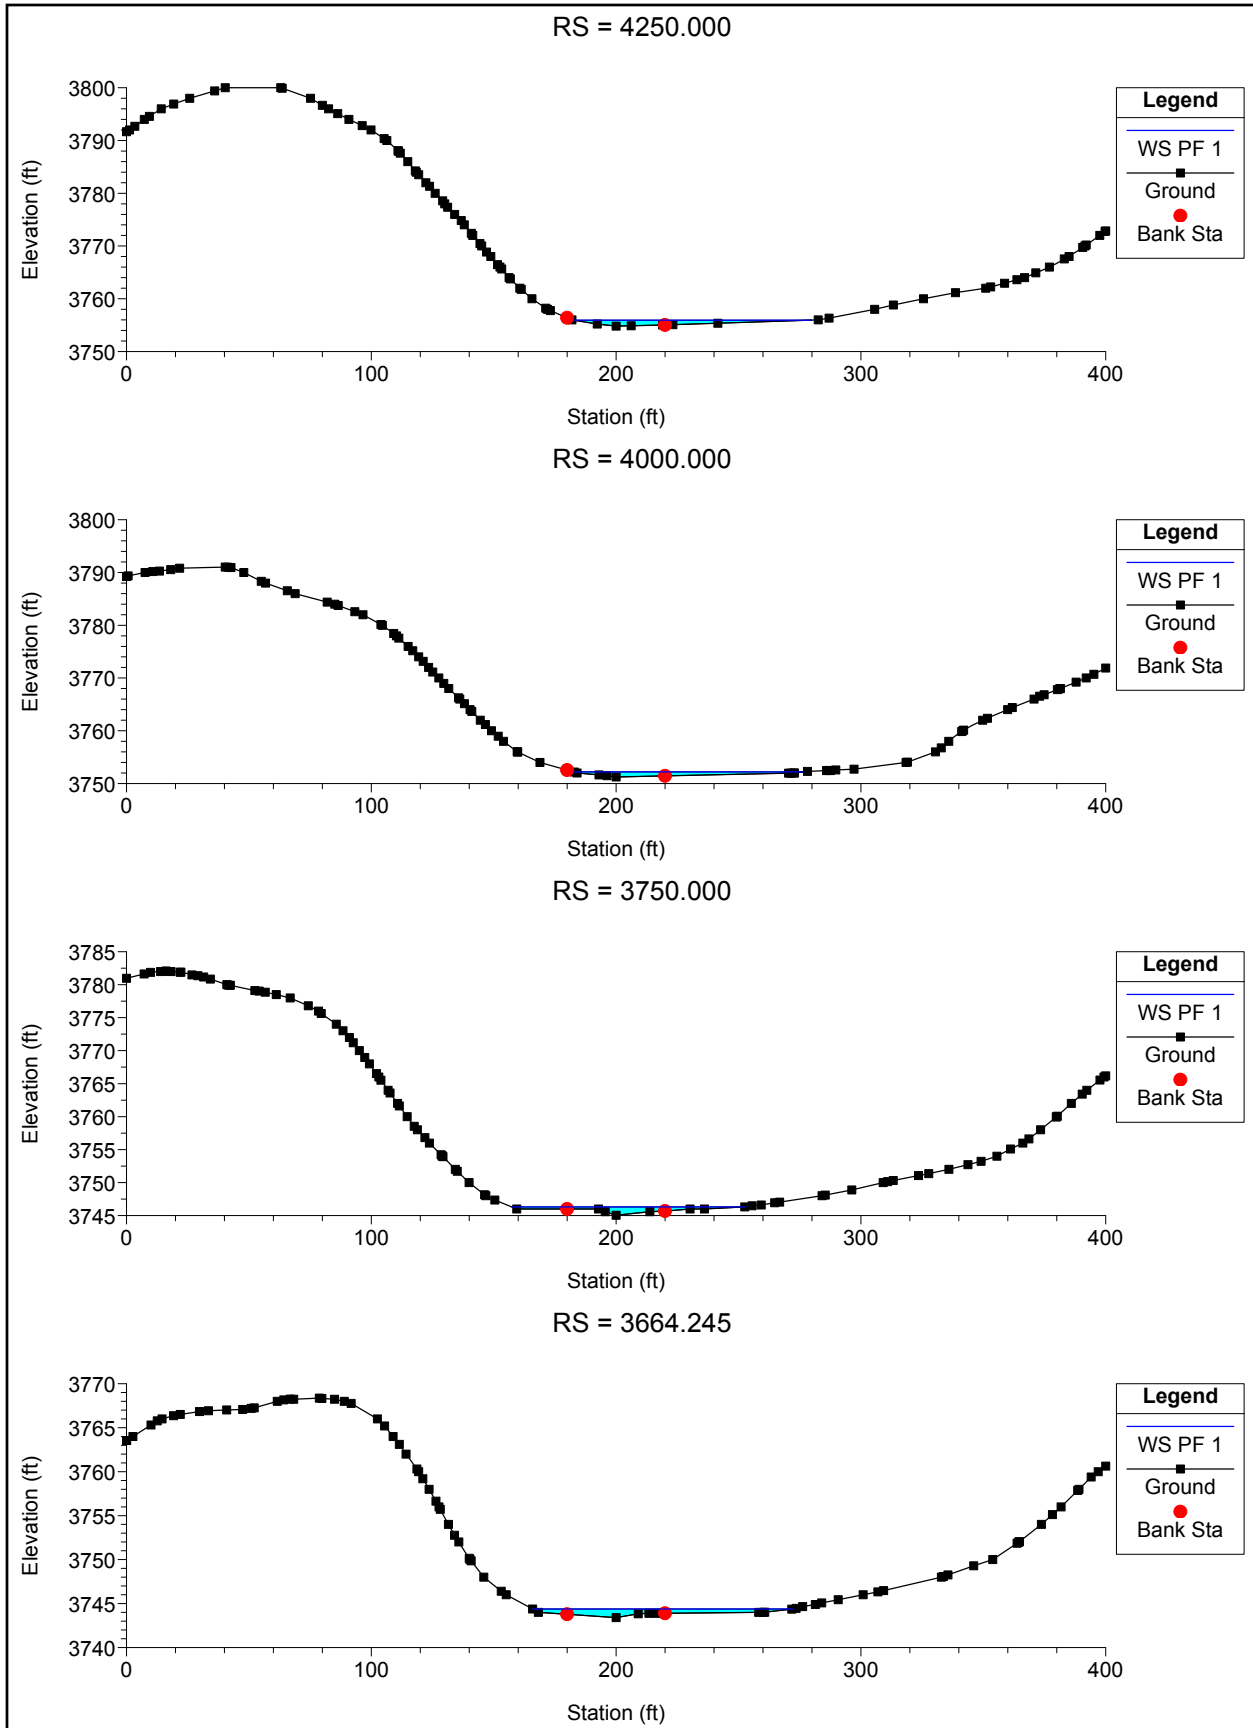 RS = 4250.000
Elevation (ft)
3800
3790
3780
3770
3760
3750
0 100 200 300 400
Station (ft)
Legend
WS PF 1
Ground
Bank Sta
RS = 4000.000
Elevation (ft)
3800
3790
3780
3770
3760
3750
0 100 200 300 400
Station (ft)
Legend
WS PF 1
Ground
Bank Sta
RS = 3750.000
Elevation (ft)
3785
3780
3775
3770
3765
3760
3755
3750
3745
0 100 200 300 400
Station (ft)
Legend
WS PF 1
Ground
Bank Sta
RS = 3664.245
Elevation (ft)
3770
3765
3760
3755
3750
3745
3740
0 100 200 300 400
Station (ft)
Legend
WS PF 1
Ground
Bank Sta